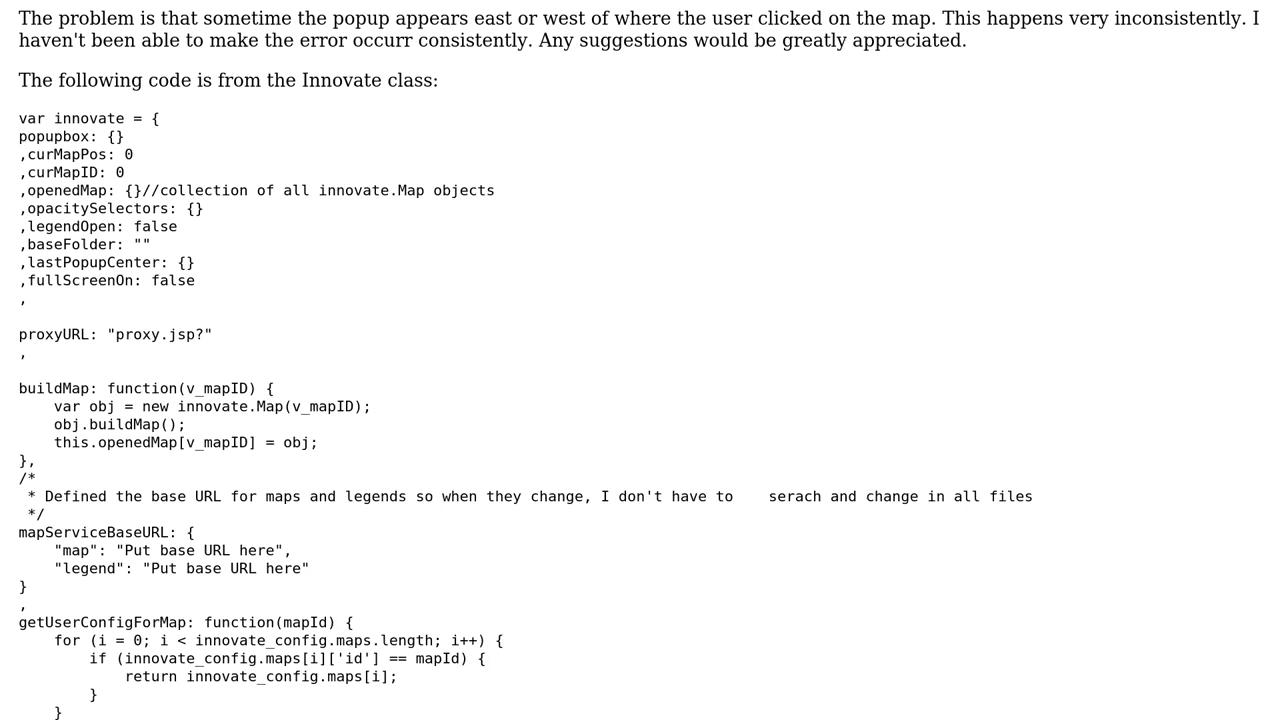 The problem is that sometime the popup appears east or west of where the user clicked on the map. This happens very inconsistently. I
haven't been able to make the error occurr consistently. Any suggestions would be greatly appreciated.
The following code is from the Innovate class:
var innovate = {
popupbox: {}
,curMapPos: 0
,curMapID: 0
,openedMap: {}//collection of all innovate.Map objects
,opacitySelectors: {}
,legendOpen: false
,baseFolder: ""
,lastPopupCenter: {}
,fullScreenOn: false
,
proxyURL: "proxy.jsp?"
,
buildMap: function(v_mapID) {
    var obj = new innovate.Map(v_mapID);
    obj.buildMap();
    this.openedMap[v_mapID] = obj;
},
/*
 * Defined the base URL for maps and legends so when they change, I don't have to    serach and change in all files
 */
mapServiceBaseURL: {
    "map": "Put base URL here",
    "legend": "Put base URL here"
}
,
getUserConfigForMap: function(mapId) {
    for (i = 0; i < innovate_config.maps.length; i++) {
        if (innovate_config.maps[i]['id'] == mapId) {
            return innovate_config.maps[i];
        }
    }